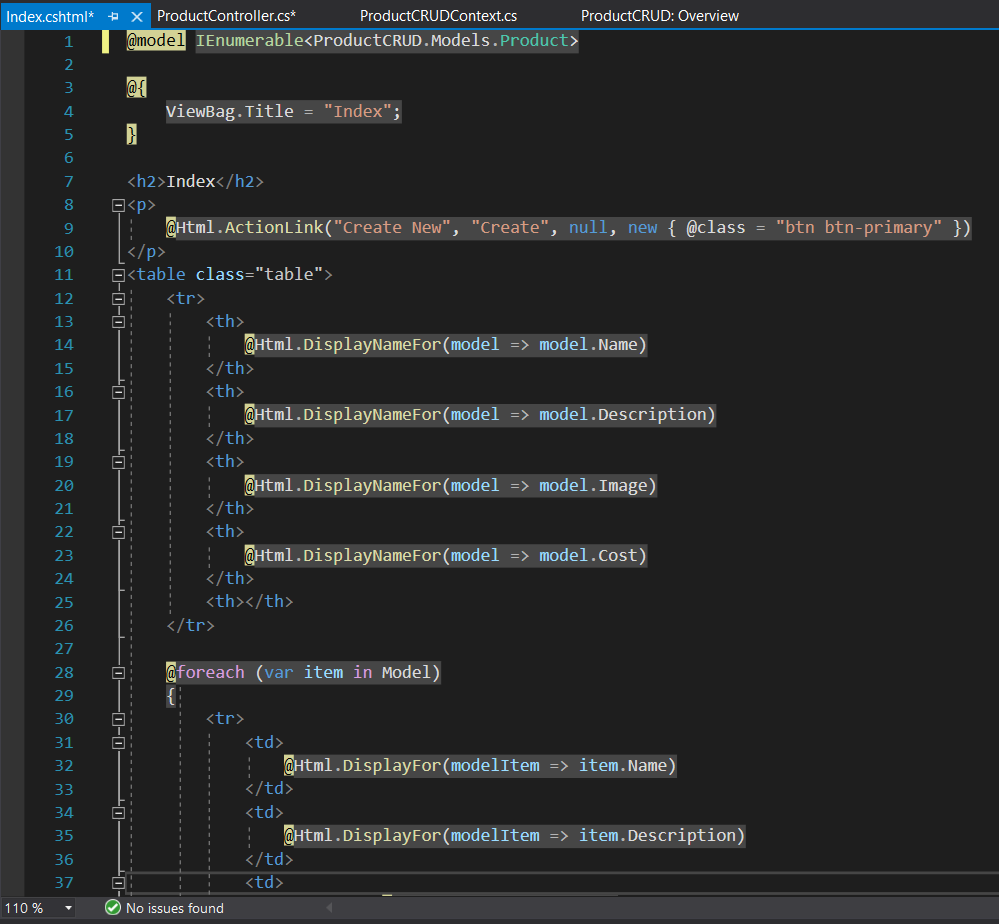 Index.cshtml* ProductController.cs* ProductCRUDContext.cs ProductCRUD: Overview
1 @model IEnumerable<ProductCRUD.Models.Product>
2
3 @{
4 ViewBag.Title = "Index";
5 }
6
7 <h2>Index</h2>
8 <p>
9 @Html.ActionLink("Create New", "Create", null, new { @class = "btn btn-primary" })
10 </p>
11 <table class="table">
12 <tr>
13 <th>
14 @Html.DisplayNameFor(model => model.Name)
15 </th>
16 <th>
17 @Html.DisplayNameFor(model => model.Description)
18 </th>
19 <th>
20 @Html.DisplayNameFor(model => model.Image)
21 </th>
22 <th>
23 @Html.DisplayNameFor(model => model.Cost)
24 </th>
25 <th></th>
26 </tr>
27
28 @foreach (var item in Model)
29 {
30 <tr>
31 <td>
32 @Html.DisplayFor(modelItem => item.Name)
33 </td>
34 <td>
35 @Html.DisplayFor(modelItem => item.Description)
36 </td>
37 <td>
110 % No issues found